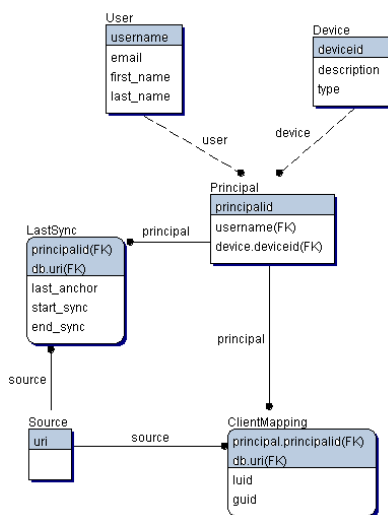 User
username
email
first_name
last_name
Device
deviceid
description
type
user
device
Principal
principalid
username(FK)
device.deviceid(FK)
LastSync
principalid(FK)
db.uri(FK)
last_anchor
start_sync
end_sync
principal
principal
source
Source
uri
source
ClientMapping
principal.principalid(FK)
db.uri(FK)
luid
guid